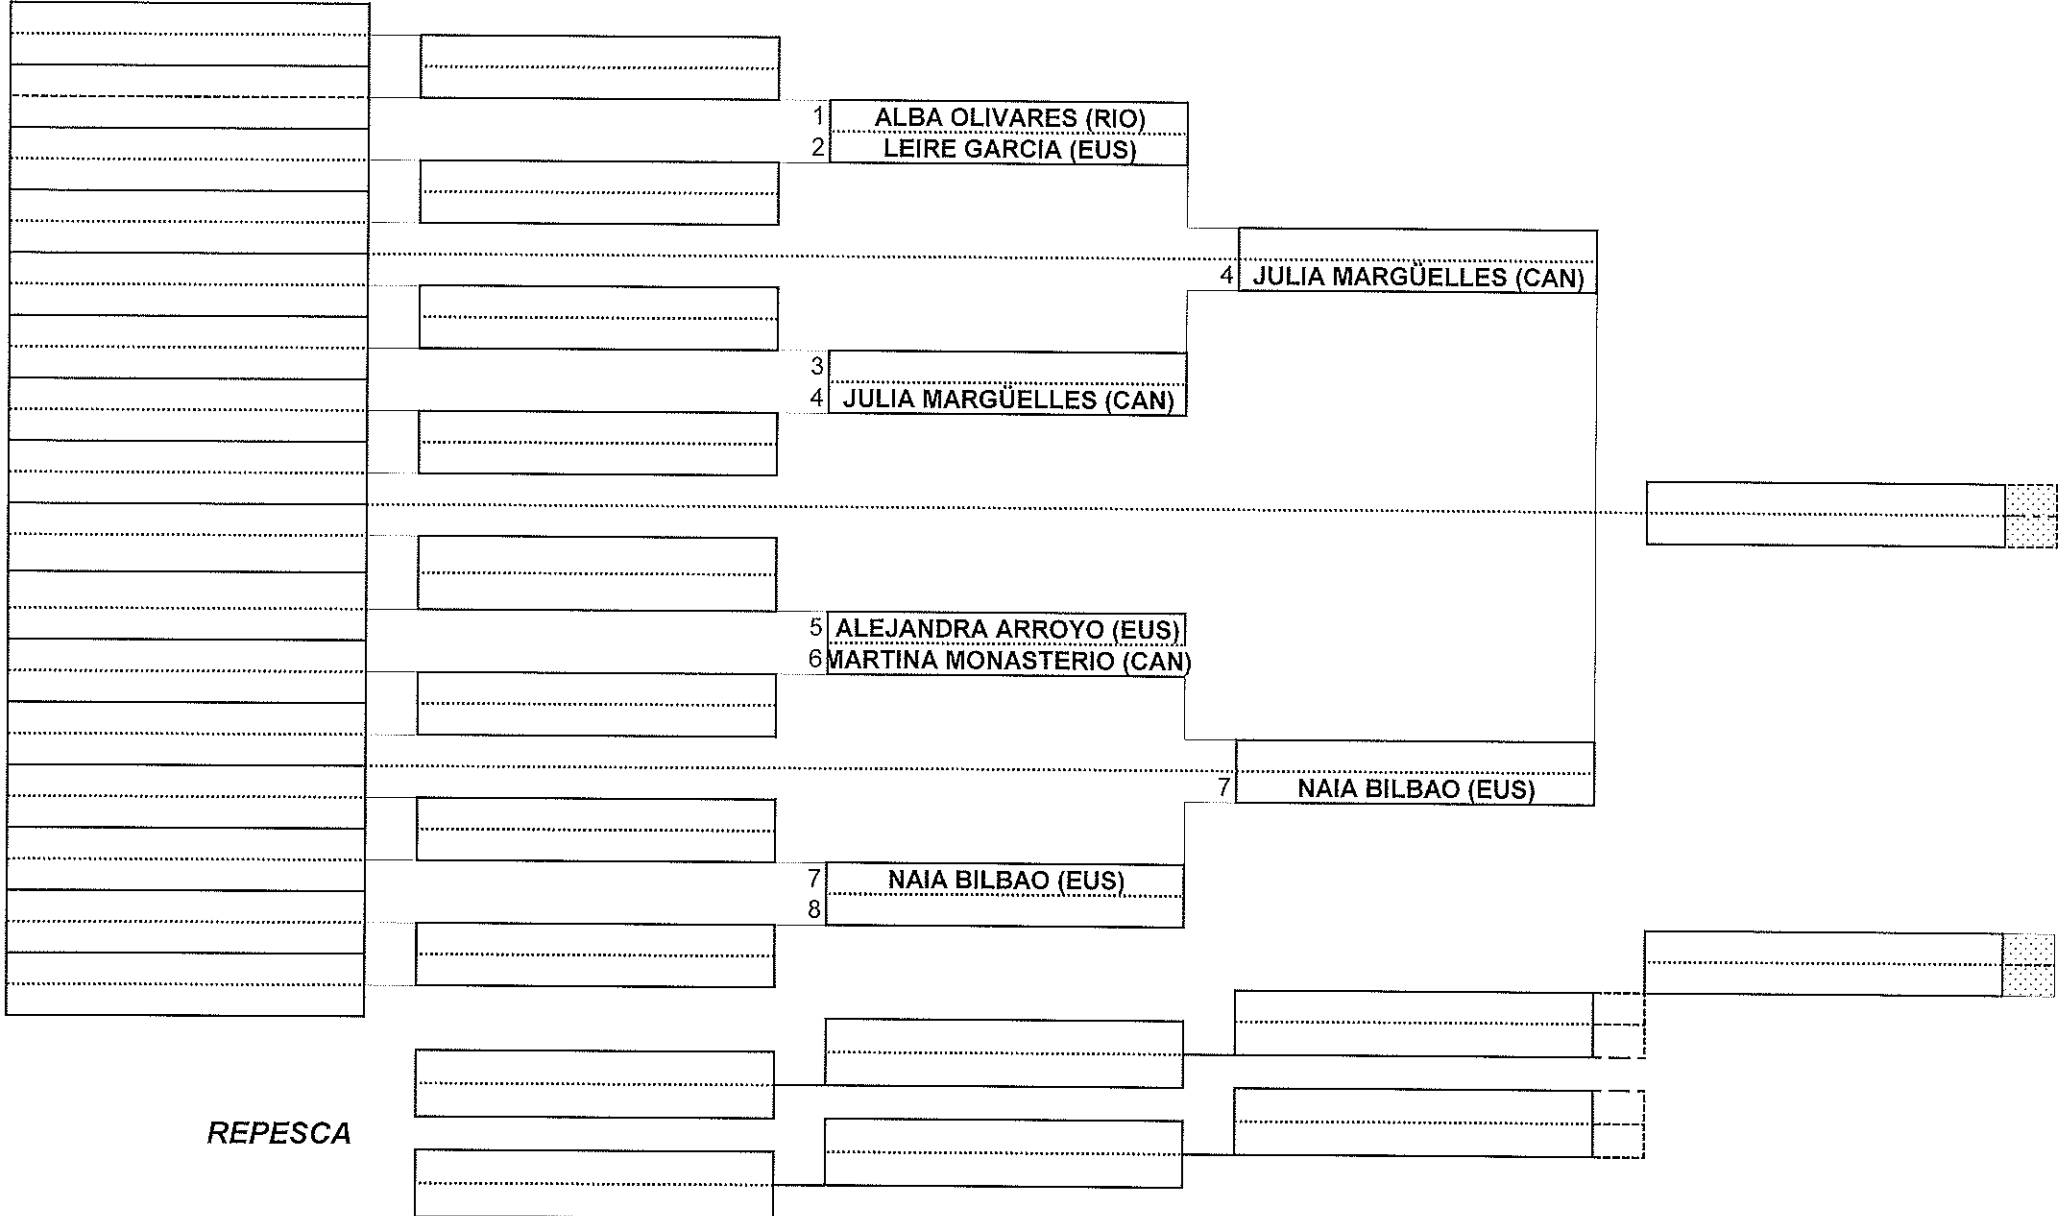 1 ALBA OLIVARES (RIO)
2 LEIRE GARCIA (EUS)
4 JULIA MARGÜELLES (CAN)
3
4 JULIA MARGÜELLES (CAN)
5 ALEJANDRA ARROYO (EUS)
6 MARTINA MONASTERIO (CAN)
7 NAIA BILBAO (EUS)
7 NAIA BILBAO (EUS)
8
REPESCA